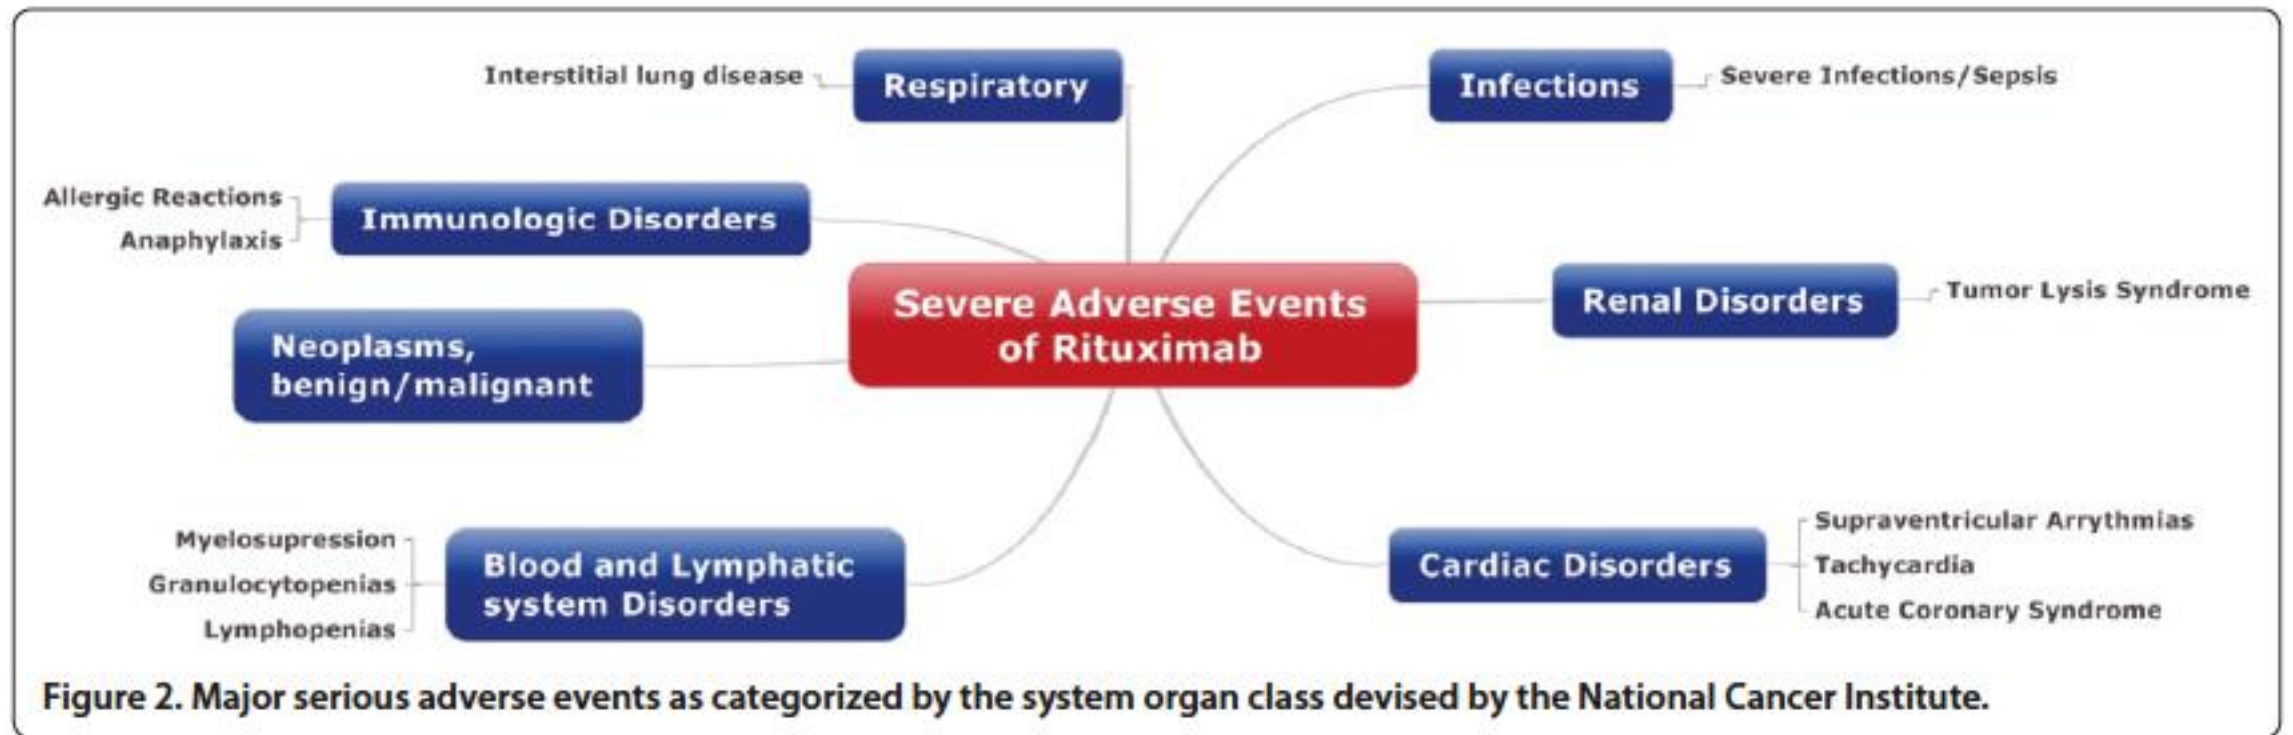 Interstitial lung disease
Respiratory
Infections
Severe Infections/Sepsis
Allergic Reactions
Anaphylaxis
Immunologic Disorders
Severe Adverse Events
of Rituximab
Renal Disorders
Tumor Lysis Syndrome
Neoplasms,
benign/malignant
Myelosupression
Granulocytopenias
Lymphopenias
Blood and Lymphatic
system Disorders
Cardiac Disorders
Supraventricular Arrythmias
Tachycardia
Acute Coronary Syndrome
Figure 2. Major serious adverse events as categorized by the system organ class devised by the National Cancer Institute.